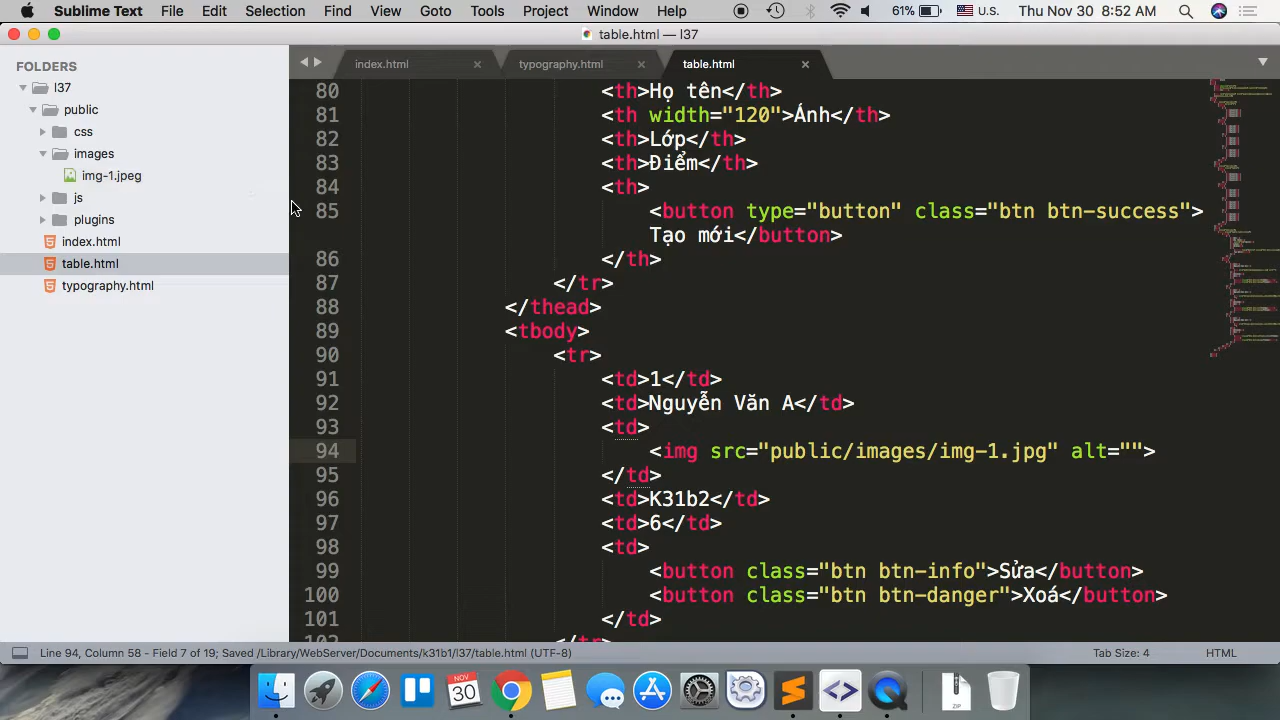 Sublime Text File Edit Selection Find View Goto Tools Project Window Help 61% U.S. Thu Nov 30 8:52 AM
table.html — l37
FOLDERS
l37
public
css
images
img-1.jpeg
js
plugins
index.html
table.html
typography.html
index.html typography.html table.html
80 <th>Họ tên</th>
81 <th width="120">Ảnh</th>
82 <th>Lớp</th>
83 <th>Điểm</th>
84 <th>
85 <button type="button" class="btn btn-success">
Tạo mới</button>
86 </th>
87 </tr>
88 </thead>
89 <tbody>
90 <tr>
91 <td>1</td>
92 <td>Nguyễn Văn A</td>
93 <td>
94 <img src="public/images/img-1.jpg" alt="">
95 </td>
96 <td>K31b2</td>
97 <td>6</td>
98 <td>
99 <button class="btn btn-info">Sửa</button>
100 <button class="btn btn-danger">Xoá</button>
101 </td>
102 </tr>
Line 94, Column 58 - Field 7 of 19; Saved /Library/WebServer/Documents/k31b1/l37/table.html (UTF-8) Tab Size: 4 HTML
NOV
30
ZIP